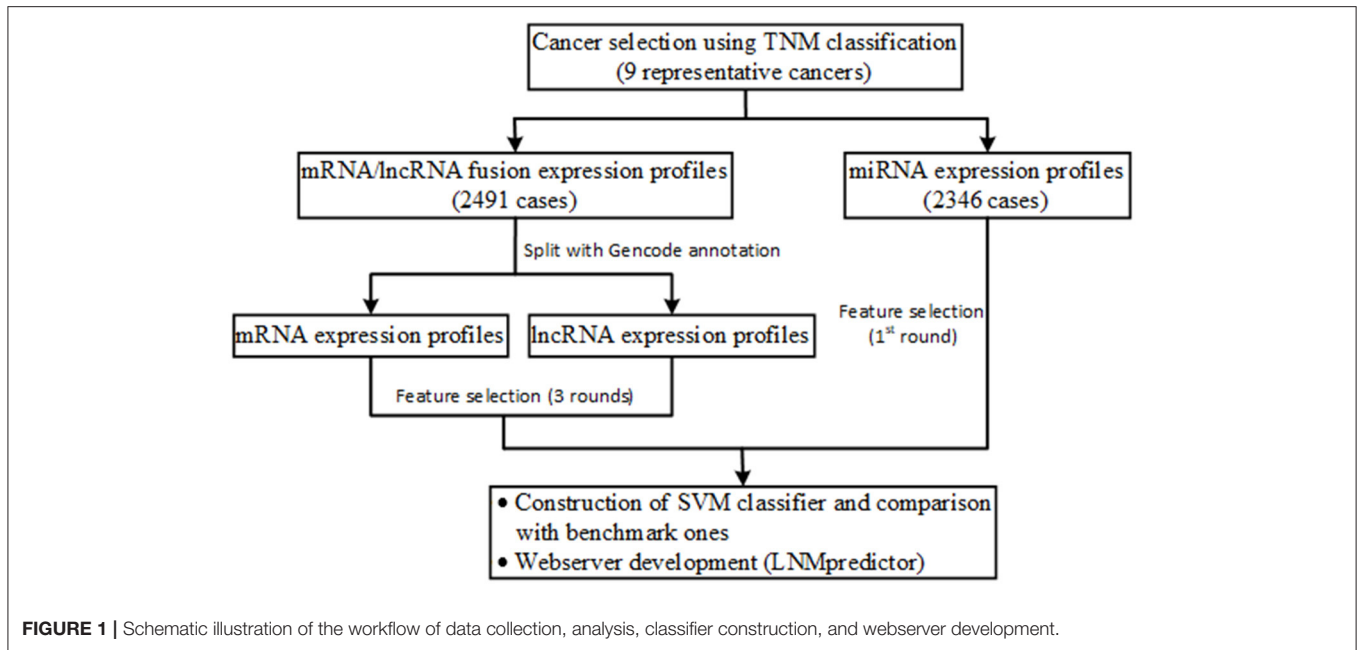 Cancer selection using TNM classification
(9 representative cancers)
mRNA/lncRNA fusion expression profiles
(2491 cases)
miRNA expression profiles
(2346 cases)
Split with Gencode annotation
mRNA expression profiles
lncRNA expression profiles
Feature selection
(1st round)
Feature selection (3 rounds)
• Construction of SVM classifier and comparison
with benchmark ones
• Webserver development (LNMpredictor)
FIGURE 1 | Schematic illustration of the workflow of data collection, analysis, classifier construction, and webserver development.